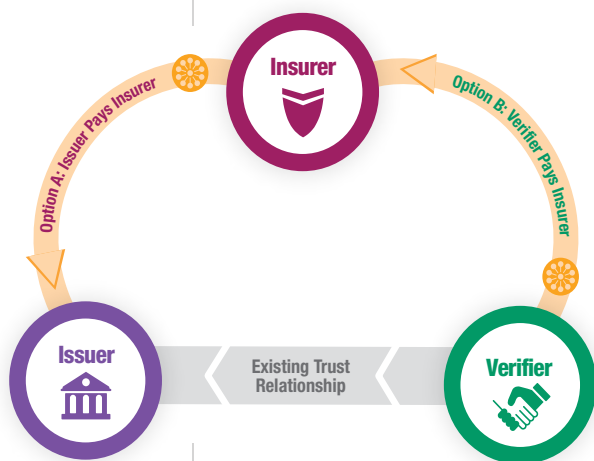 Insurer
Option A: Issuer Pays Insurer
Option B: Verifier Pays Insurer
Issuer
Existing Trust
Relationship
Verifier